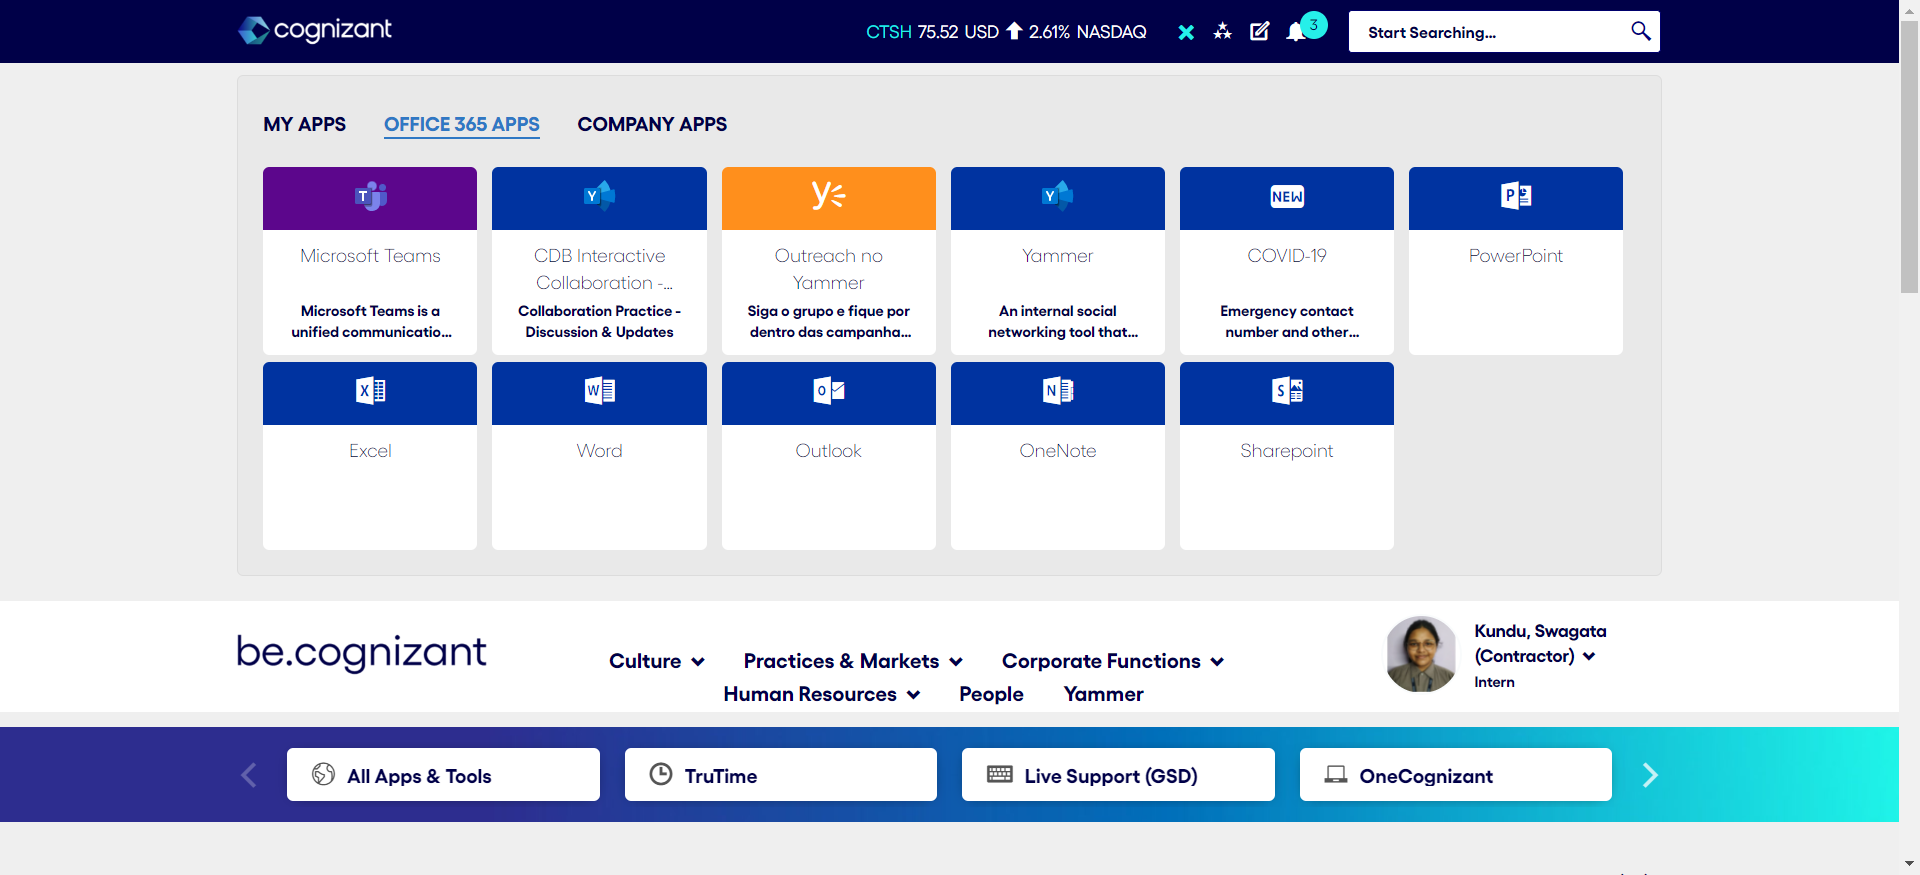 cognizant
CTSH 75.52 USD 2.61% NASDAQ
3
Start Searching...
MY APPS
OFFICE 365 APPS
COMPANY APPS
T
Microsoft Teams
Microsoft Teams is a
unified communicatio...
Y
CDB Interactive
Collaboration -...
Collaboration Practice -
Discussion & Updates
Outreach no
Yammer
Siga o grupo e fique por
dentro das campanha...
Y
Yammer
An internal social
networking tool that...
NEW
COVID-19
Emergency contact
number and other...
P
PowerPoint
X
Excel
W
Word
O
Outlook
N
OneNote
S
Sharepoint
be.cognizant
Culture
Practices & Markets
Corporate Functions
Human Resources
People
Yammer
Kundu, Swagata
(Contractor)
Intern
All Apps & Tools
TruTime
Live Support (GSD)
OneCognizant